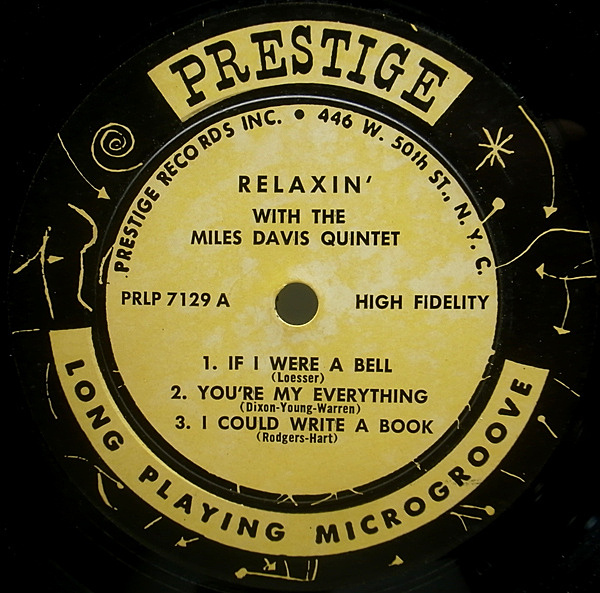 PRESTIGE
PRESTIGE RECORDS INC. • 446 W. 50th ST., N.Y.C.
RELAXIN'
WITH THE
MILES DAVIS QUINTET
PRLP 7129 A
HIGH FIDELITY
1. IF I WERE A BELL
(Loesser)
2. YOU'RE MY EVERYTHING
(Dixon-Young-Warren)
3. I COULD WRITE A BOOK
(Rodgers-Hart)
LONG PLAYING MICROGROOVE